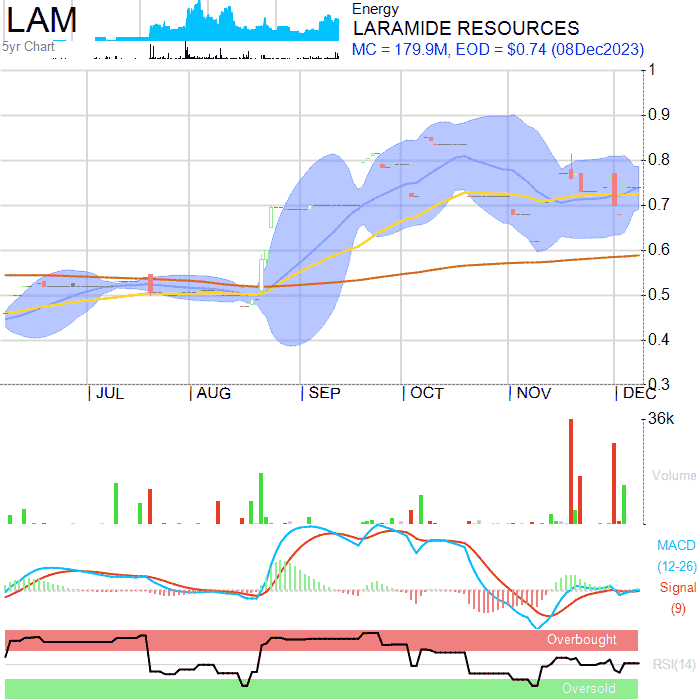 LAM
5yr Chart
Energy
LARAMIDE RESOURCES
MC = 179.9M, EOD = $0.74 (08Dec2023)
1
0.9
0.8
0.7
0.6
0.5
0.4
0.3
JUL
AUG
SEP
OCT
NOV
DEC
36k
Volume
MACD
(12-26)
Signal
(9)
Overbought
RSI(14)
Oversold